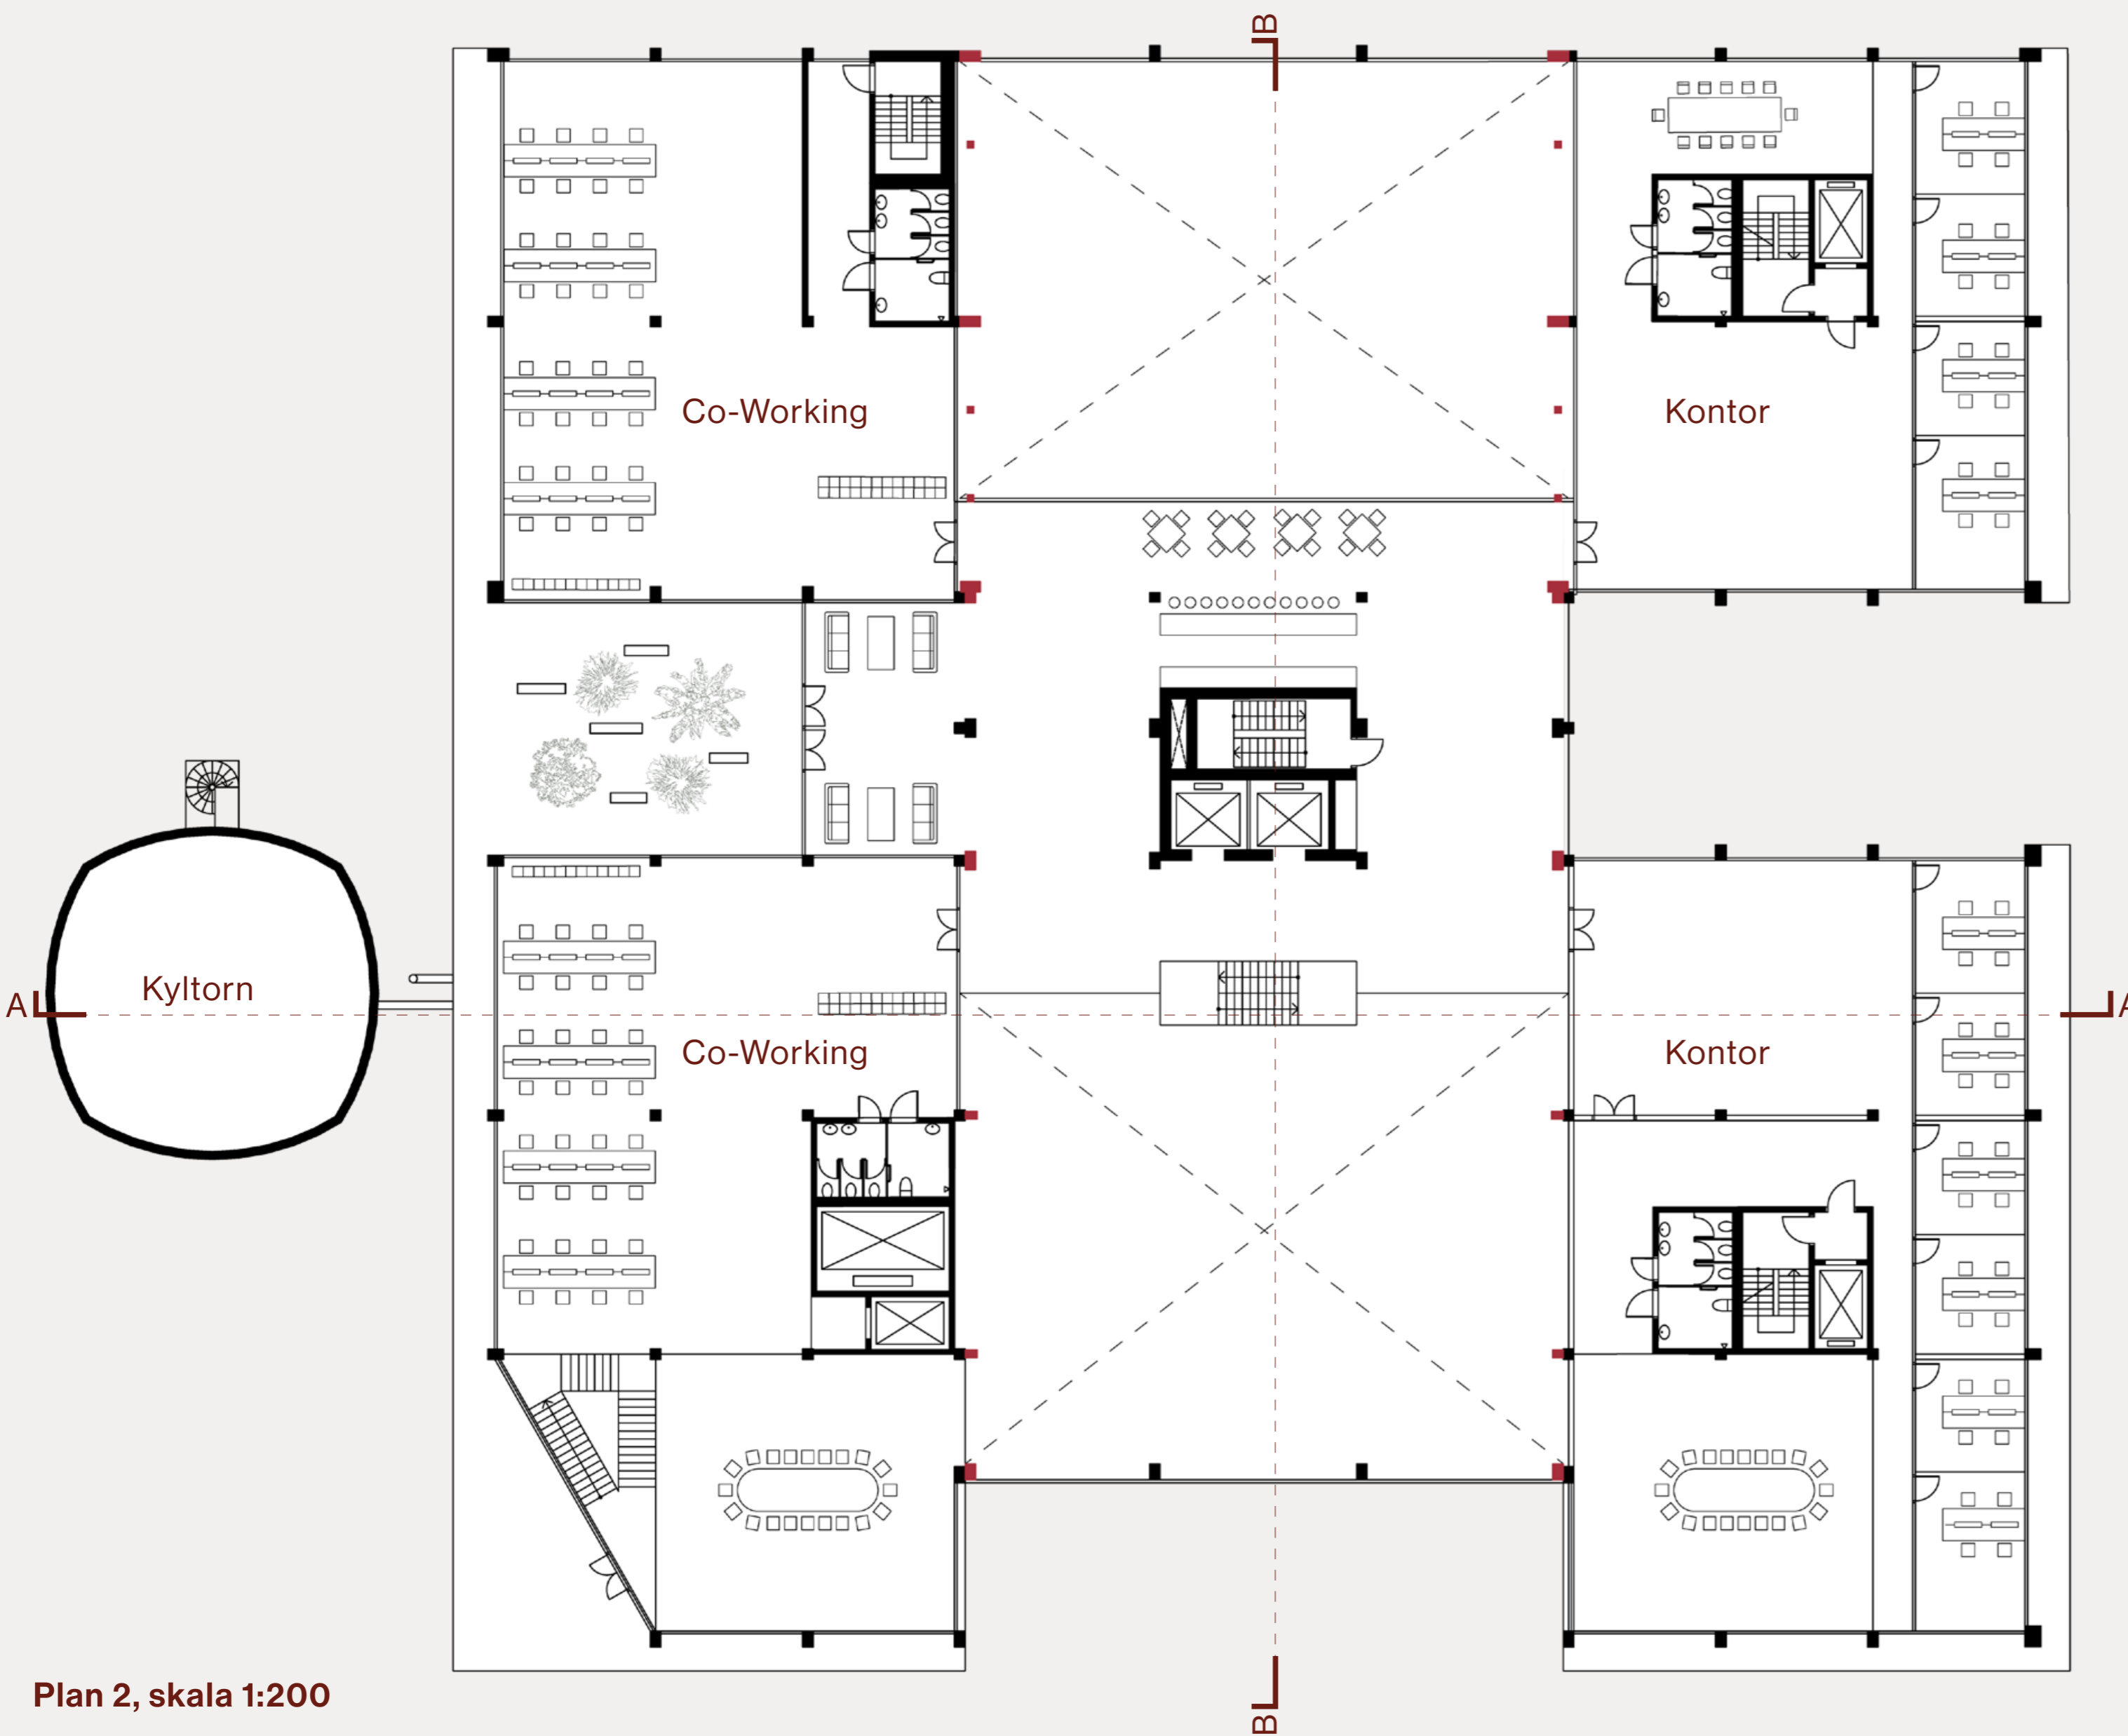 B
Co-Working
Kontor
Kyltorn
A
A
Co-Working
Kontor
Plan 2, skala 1:200
B